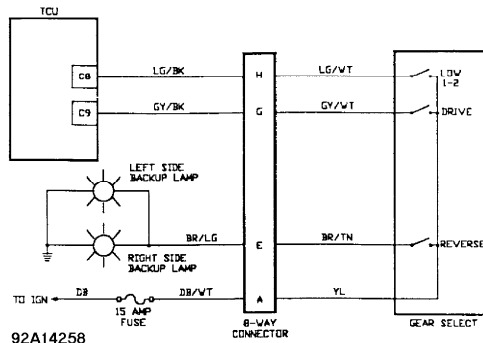 TCU
C8
LG/BK
H
LG/WT
LOW
1-2
C9
GY/BK
G
GY/WT
DRIVE
LEFT SIDE
BACKUP LAMP
BR/LG
E
BR/TN
REVERSE
RIGHT SIDE
BACKUP LAMP
TO IGN
DB
DB/WT
A
YL
15 AMP
FUSE
8-WAY
CONNECTOR
GEAR SELECT
92A14258